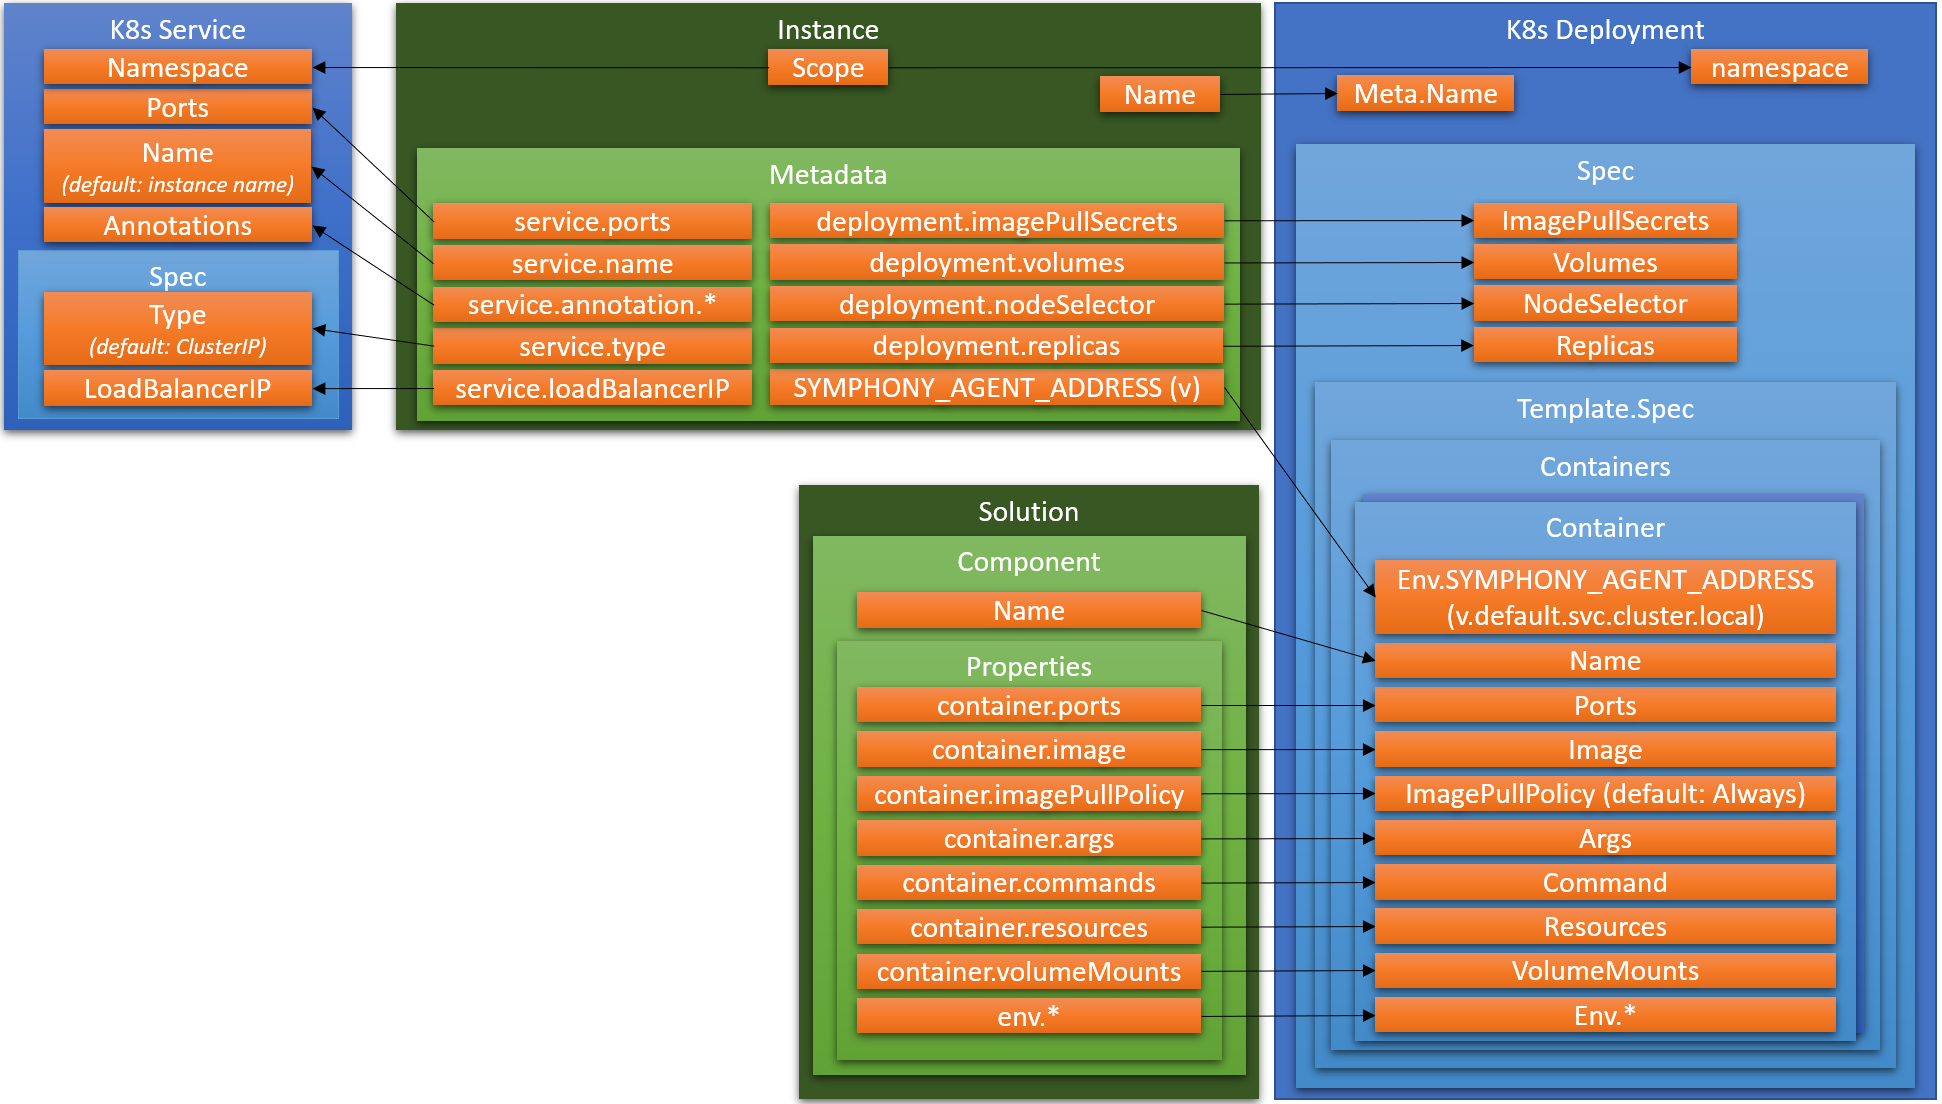 K8s Service
Namespace
Ports
Name
(default: instance name)
Annotations
Spec
Type
(default: ClusterIP)
LoadBalancerIP
Instance
Scope
Name
Metadata
service.ports
service.name
service.annotation.*
service.type
service.loadBalancerIP
deployment.imagePullSecrets
deployment.volumes
deployment.nodeSelector
deployment.replicas
SYMPHONY_AGENT_ADDRESS (v)
Solution
Component
Name
Properties
container.ports
container.image
container.imagePullPolicy
container.args
container.commands
container.resources
container.volumeMounts
env.*
K8s Deployment
namespace
Meta.Name
Spec
ImagePullSecrets
Volumes
NodeSelector
Replicas
Template.Spec
Containers
Container
Env.SYMPHONY_AGENT_ADDRESS
(v.default.svc.cluster.local)
Name
Ports
Image
ImagePullPolicy (default: Always)
Args
Command
Resources
VolumeMounts
Env.*